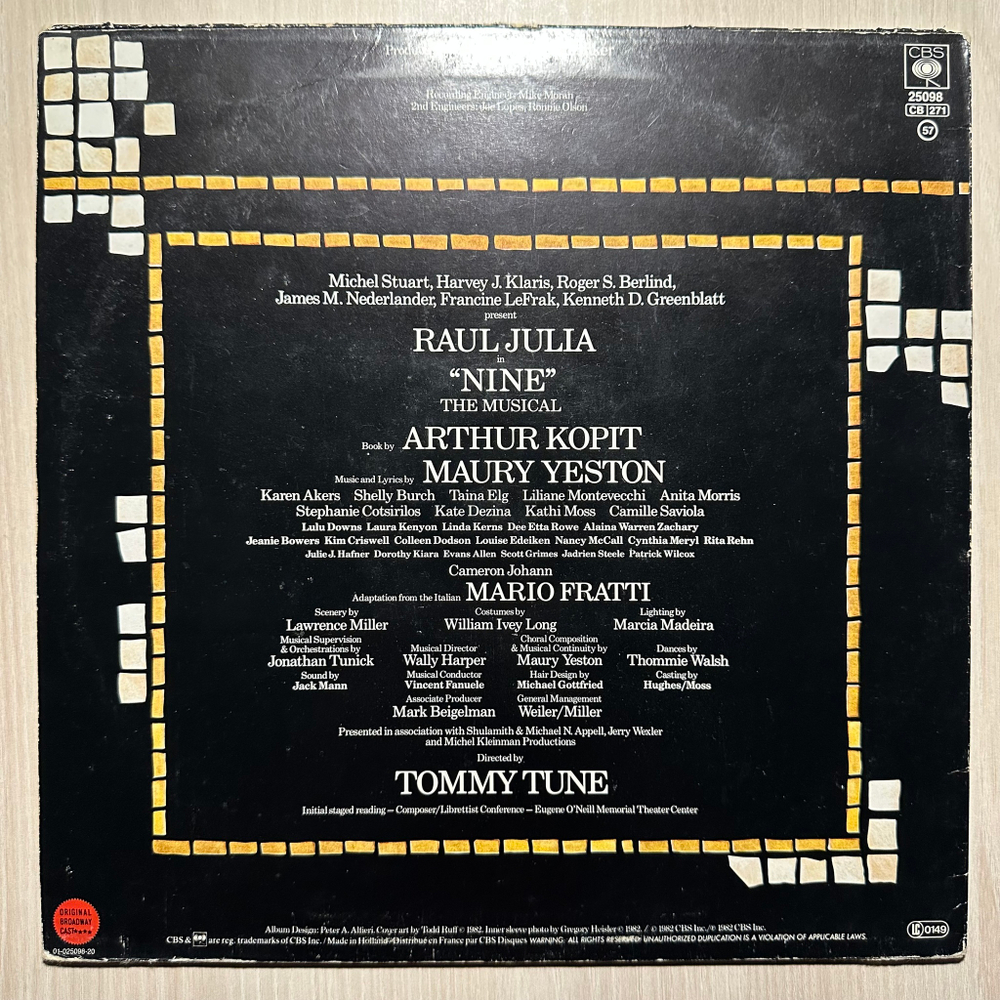 CBS
25098
CB 271
57
Recording Engineer: Mike Moran
2nd Engineers: Joe Lopes, Ronnie Olson
Michel Stuart, Harvey J. Klaris, Roger S. Berlind,
James M. Nederlander, Francine LeFrak, Kenneth D. Greenblatt
present
RAUL JULIA
in
“NINE”
THE MUSICAL
Book by ARTHUR KOPIT
Music and Lyrics by MAURY YESTON
Karen Akers Shelly Burch Taina Elg Liliane Montevecchi Anita Morris
Stephanie Cotsirilos Kate Dezina Kathi Moss Camille Saviola
Lulu Downs Laura Kenyon Linda Kerns Dee Etta Rowe Alaina Warren Zachary
Jeanie Bowers Kim Criswell Colleen Dodson Louise Edeiken Nancy McCall Cynthia Meryl Rita Rehn
Julie J. Hafner Dorothy Kiara Evans Allen Scott Grimes Jadrien Steele Patrick Wilcox
Cameron Johann
Adaptation from the Italian MARIO FRATTI
Scenery by Costumes by Lighting by
Lawrence Miller William Ivey Long Marcia Madeira
Musical Supervision Choral Composition
& Orchestrations by Musical Director & Musical Continuity by Dances by
Jonathan Tunick Wally Harper Maury Yeston Thommie Walsh
Sound by Musical Conductor Hair Design by Casting by
Jack Mann Vincent Fanuele Michael Gottfried Hughes/Moss
Associate Producer General Management
Mark Beigelman Weiler/Miller
Presented in association with Shulamith & Michael N. Appell, Jerry Wexler
and Michel Kleinman Productions
Directed by
TOMMY TUNE
Initial staged reading – Composer/Librettist Conference – Eugene O'Neill Memorial Theater Center
ORIGINAL
BROADWAY
CAST★★★★
01-025098-20
Album Design: Peter A. Alfieri. Cover art by Todd Ruff © 1982. Inner sleeve photo by Gregory Heisler © 1982. / © 1982 CBS Inc./℗ 1982 CBS Inc.
CBS & are reg. trademarks of CBS Inc. / Made in Holland/Distribué en France par CBS Disques WARNING. ALL RIGHTS RESERVED. UNAUTHORIZED DUPLICATION IS A VIOLATION OF APPLICABLE LAWS.
LC 0149